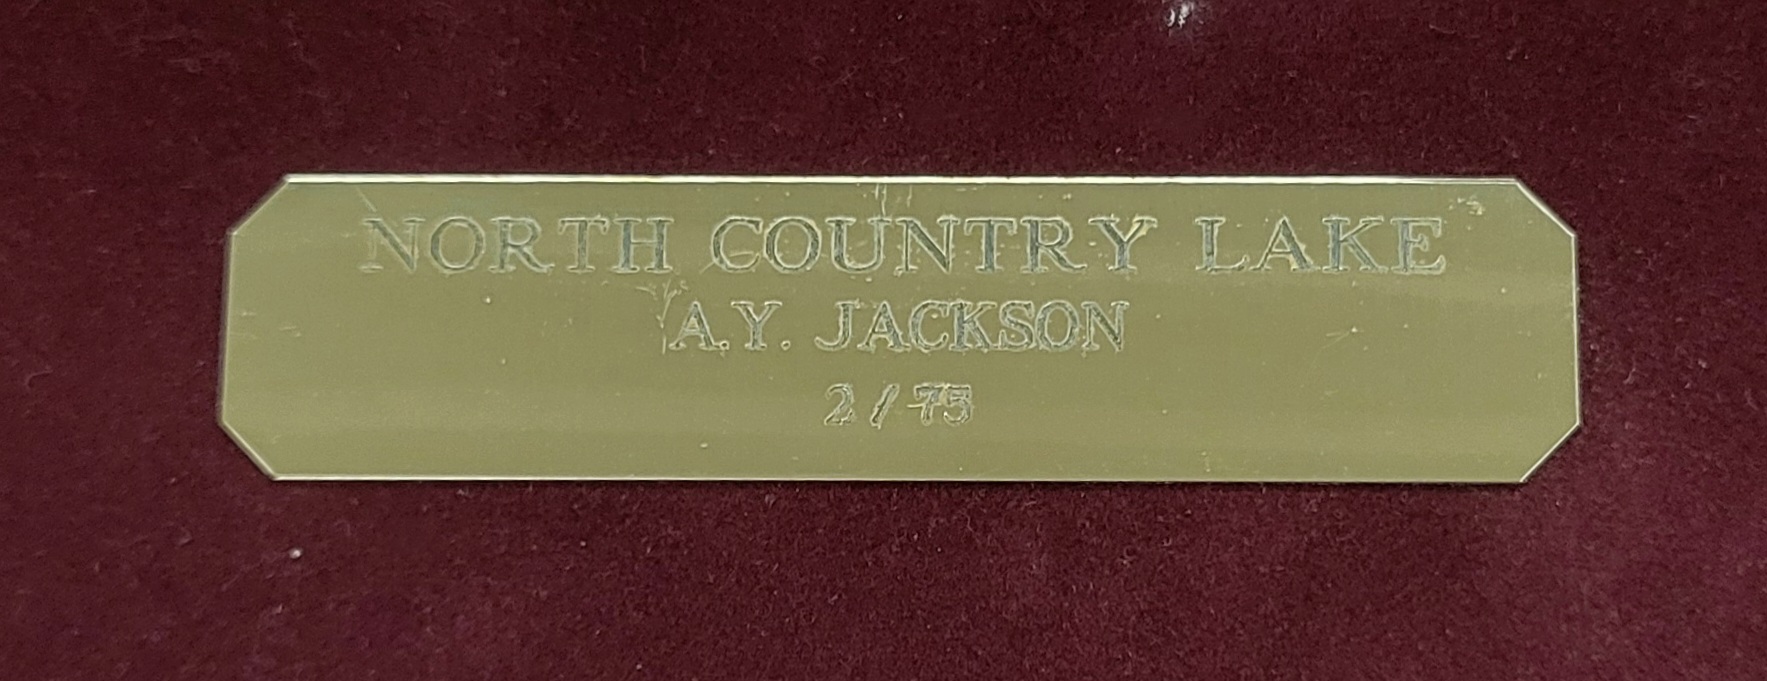 NORTH COUNTRY LAKE
A.Y. JACKSON
2/75